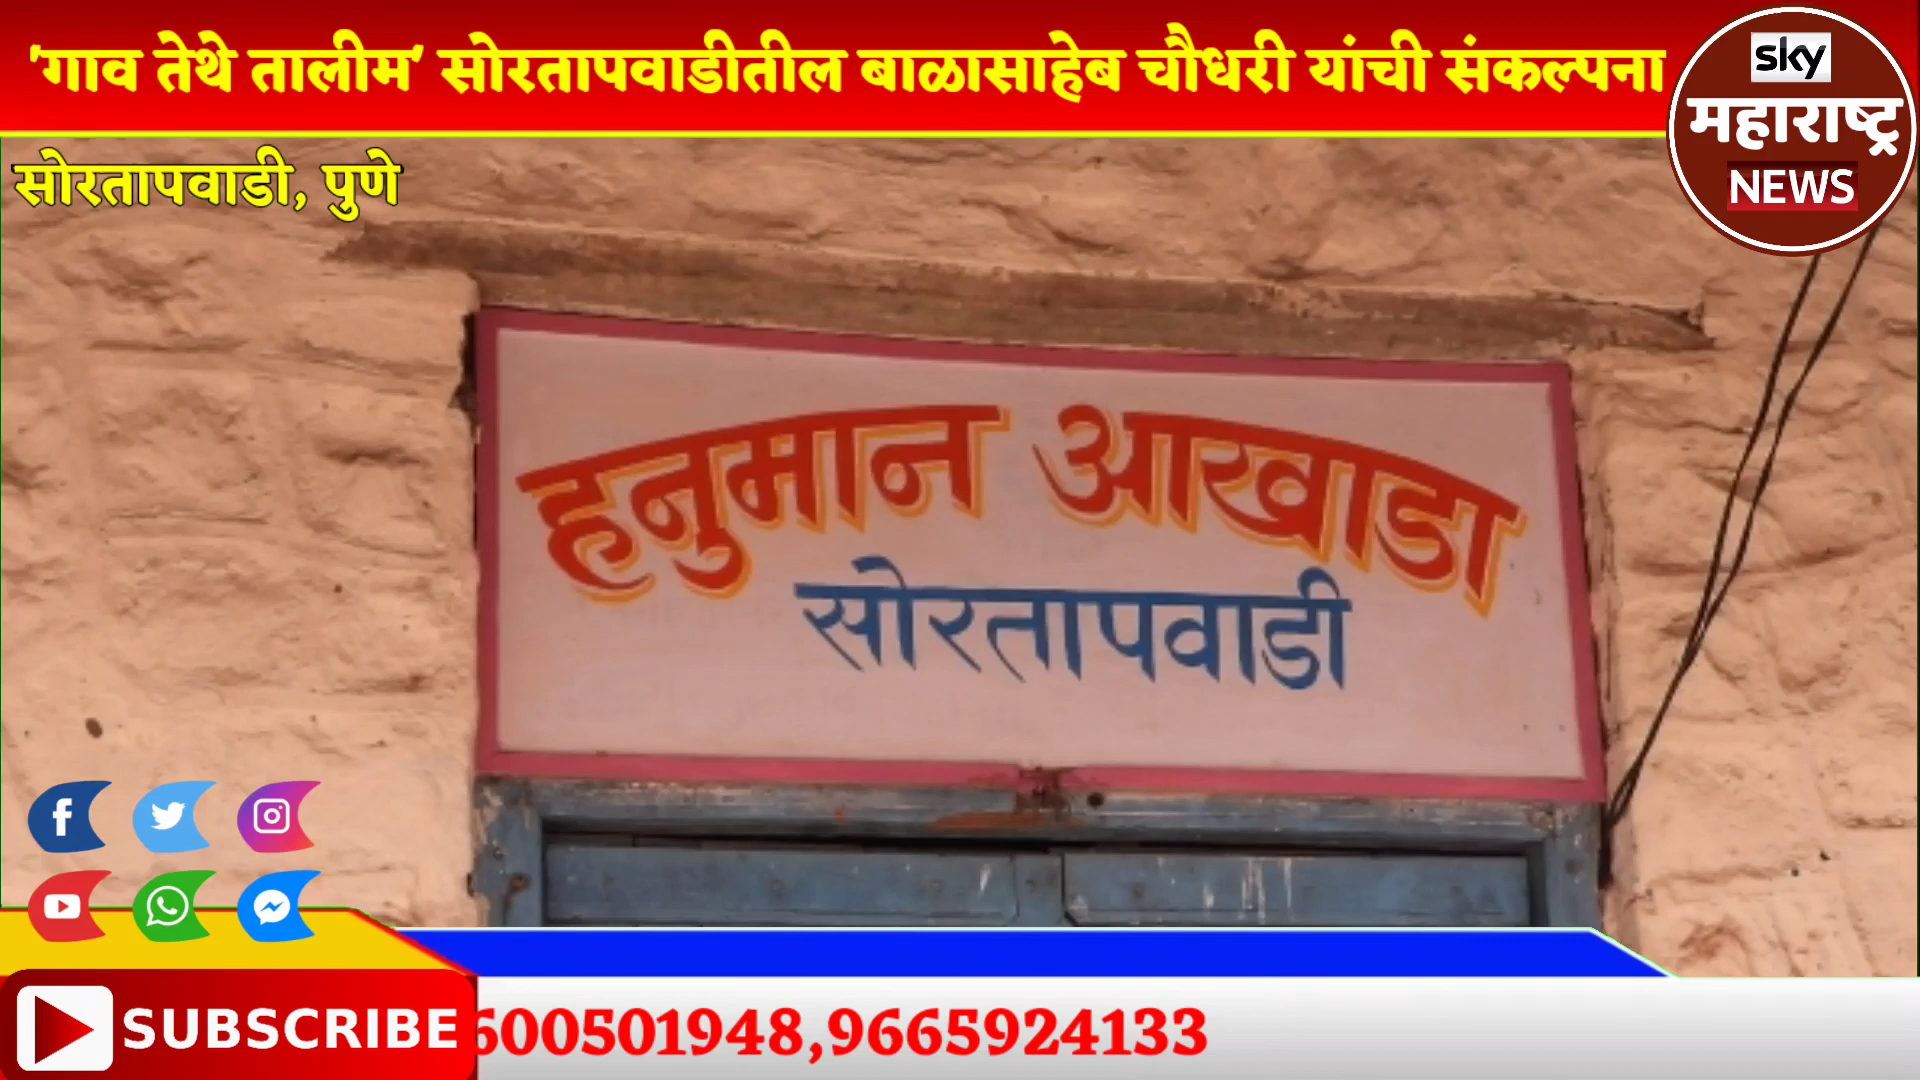 'गाव तेथे तालीम' सोरतापवाडीतील बाळासाहेब चौधरी यांची संकल्पना
sky
महाराष्ट्र
NEWS
सोरतापवाडी, पुणे
हनुमान आखाडा
सोरतापवाडी
SUBSCRIBE
600501948,9665924133